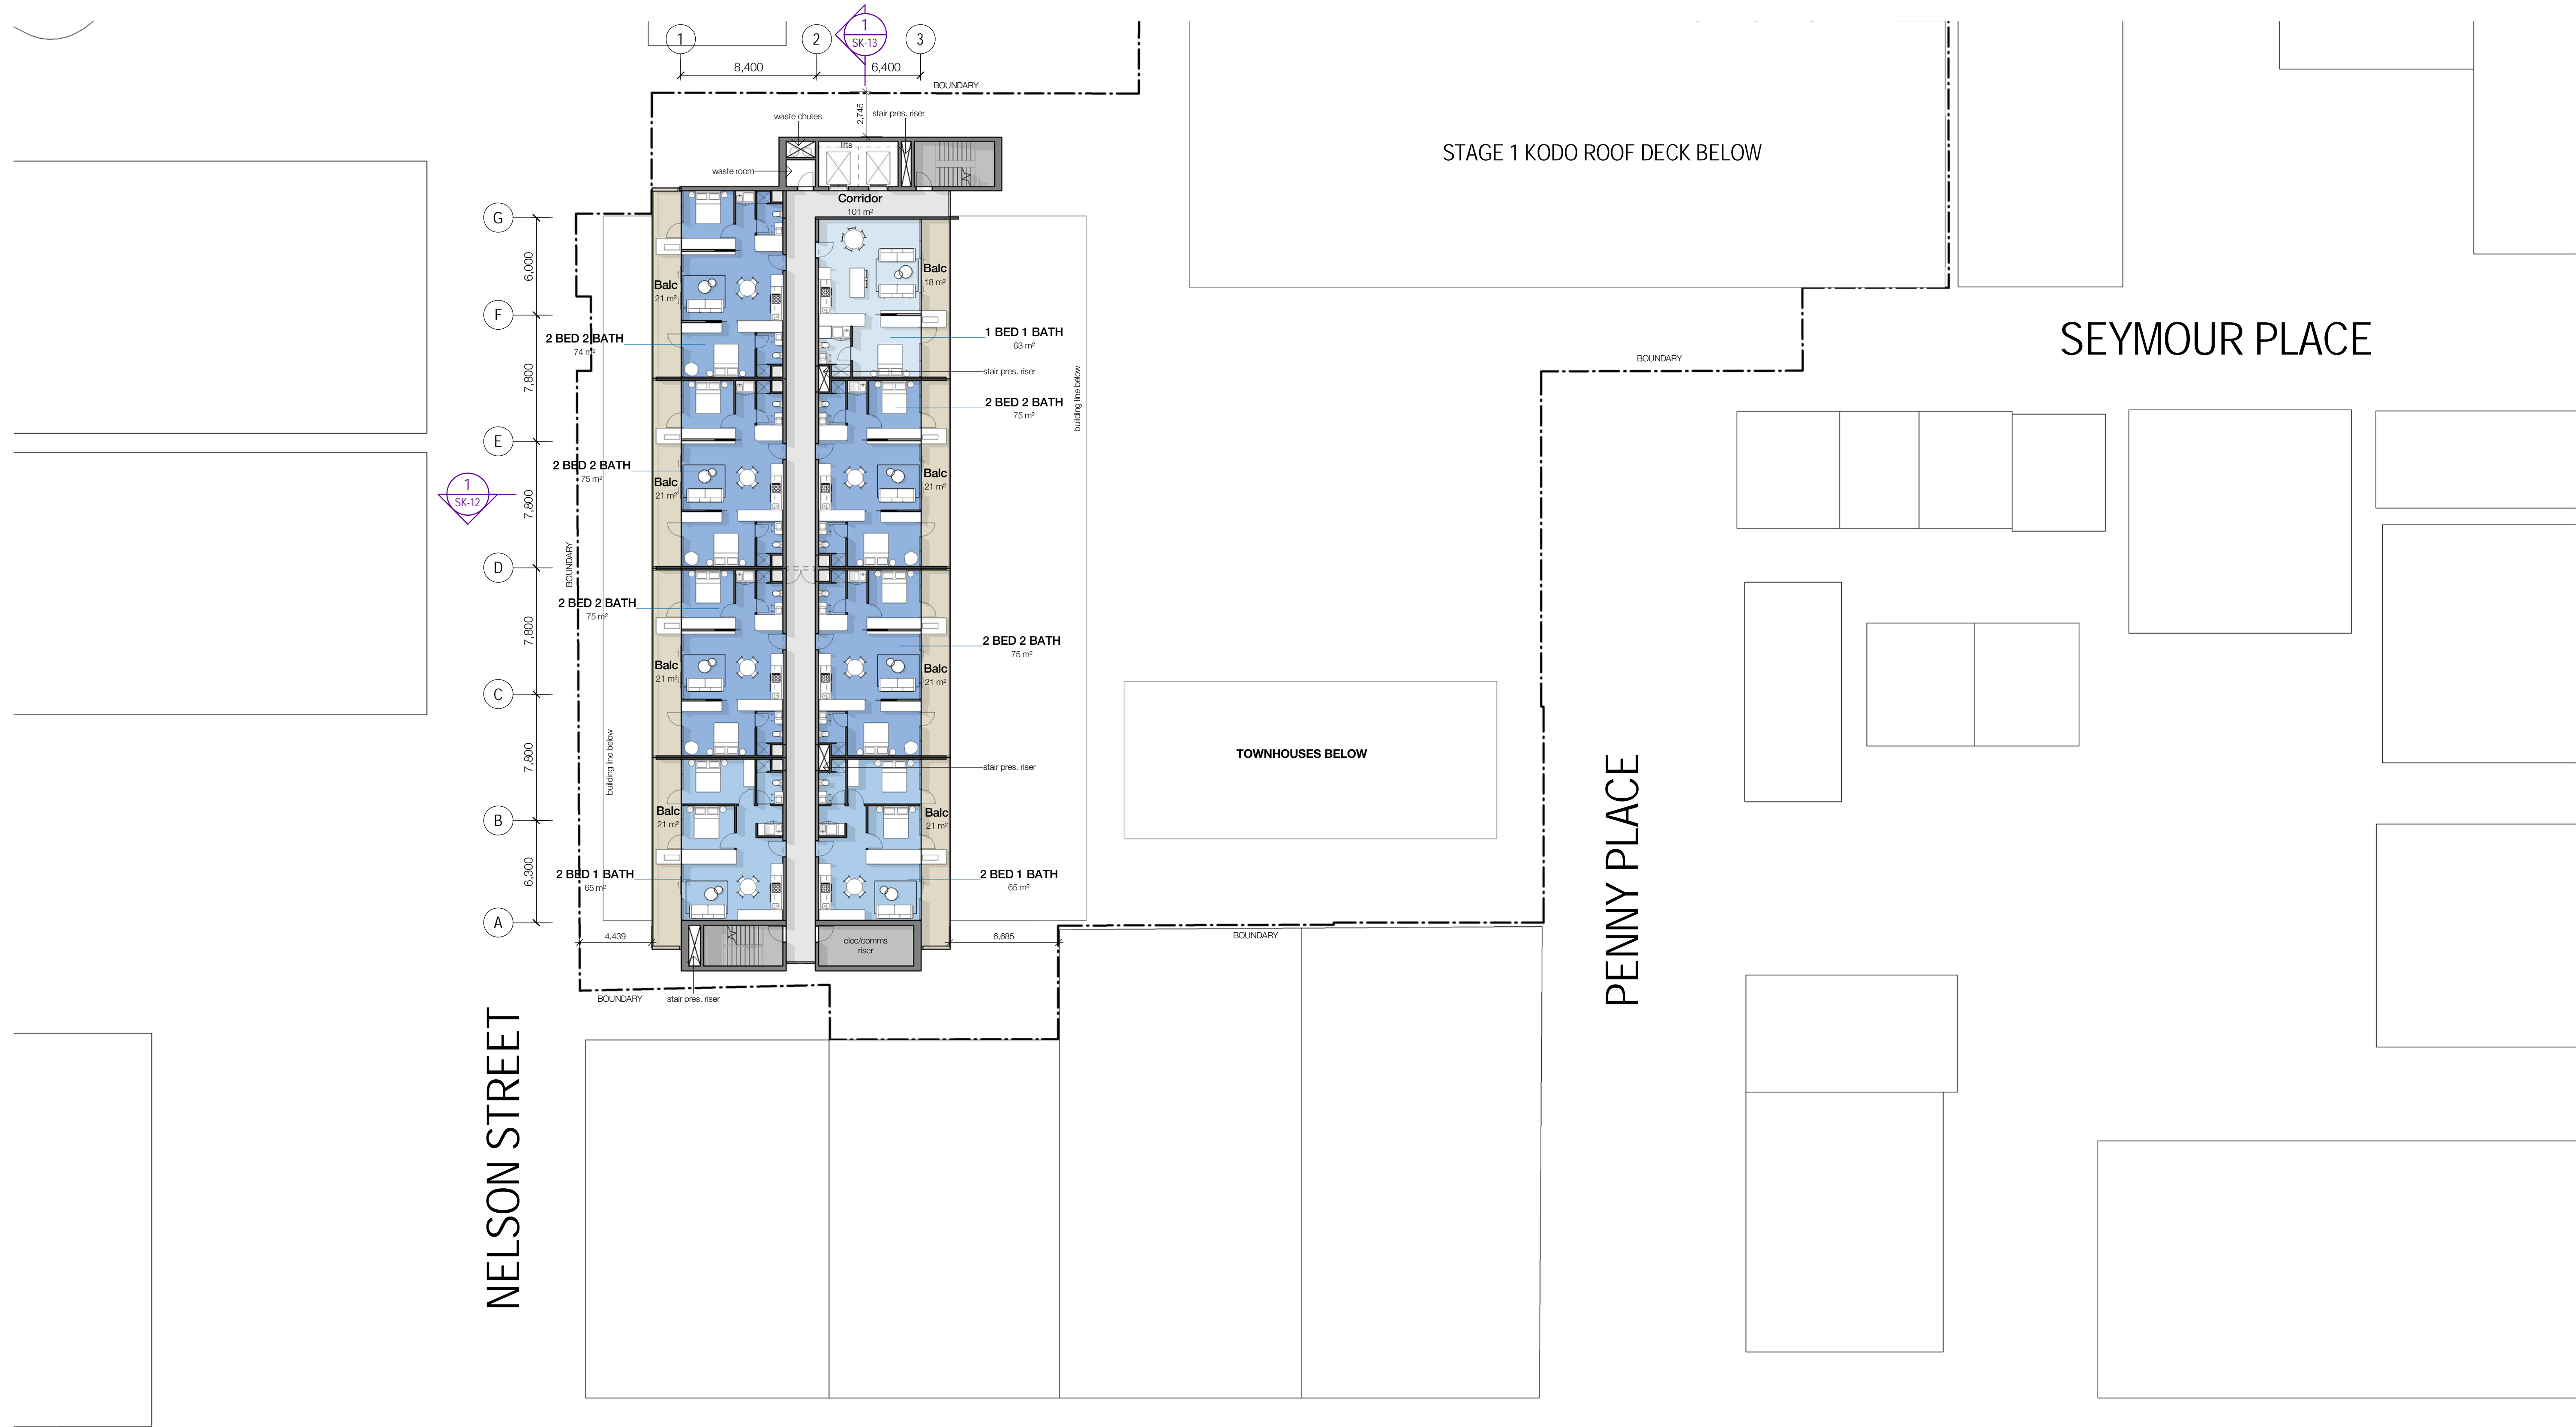 1
2
1
SK-13
3
8,400
6,400
BOUNDARY
2,745
waste chutes
stair pres. riser
lifts
waste room
STAGE 1 KODO ROOF DECK BELOW
Corridor
101 m²
G
6,000
Balc
21 m²
Balc
18 m²
F
2 BED 2 BATH
74 m²
1 BED 1 BATH
63 m²
SEYMOUR PLACE
BOUNDARY
stair pres. riser
7,800
2 BED 2 BATH
75 m²
building line below
E
2 BED 2 BATH
75 m²
Balc
21 m²
Balc
21 m²
1
SK-12
7,800
BOUNDARY
D
2 BED 2 BATH
75 m²
7,800
2 BED 2 BATH
75 m²
Balc
21 m²
Balc
21 m²
C
7,800
building line below
stair pres. riser
TOWNHOUSES BELOW
Balc
21 m²
Balc
21 m²
B
6,300
2 BED 1 BATH
65 m²
2 BED 1 BATH
65 m²
A
4,439
elec/comms
riser
6,685
BOUNDARY
BOUNDARY
stair pres. riser
PENNY PLACE
NELSON STREET